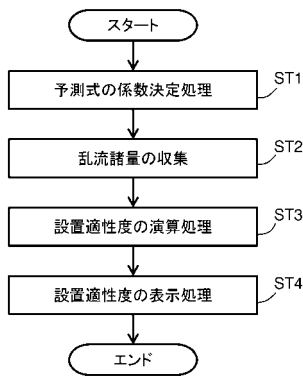 スタート
予測式の係数決定処理
ST1
乱流諸量の収集
ST2
設置適性度の演算処理
ST3
設置適性度の表示処理
ST4
エンド